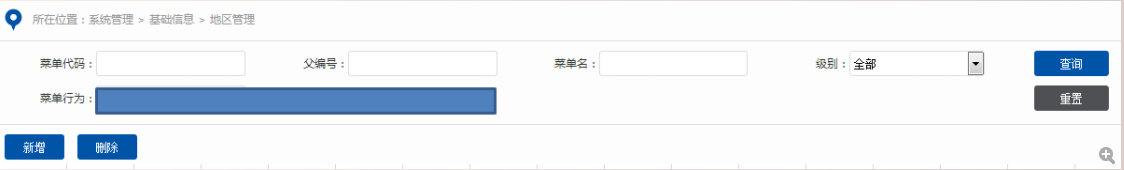 所在位置：系统管理 > 基础信息 > 地区管理
菜单代码： 父编号： 菜单名： 级别： 全部 查询
菜单行为： 重置
新增 删除